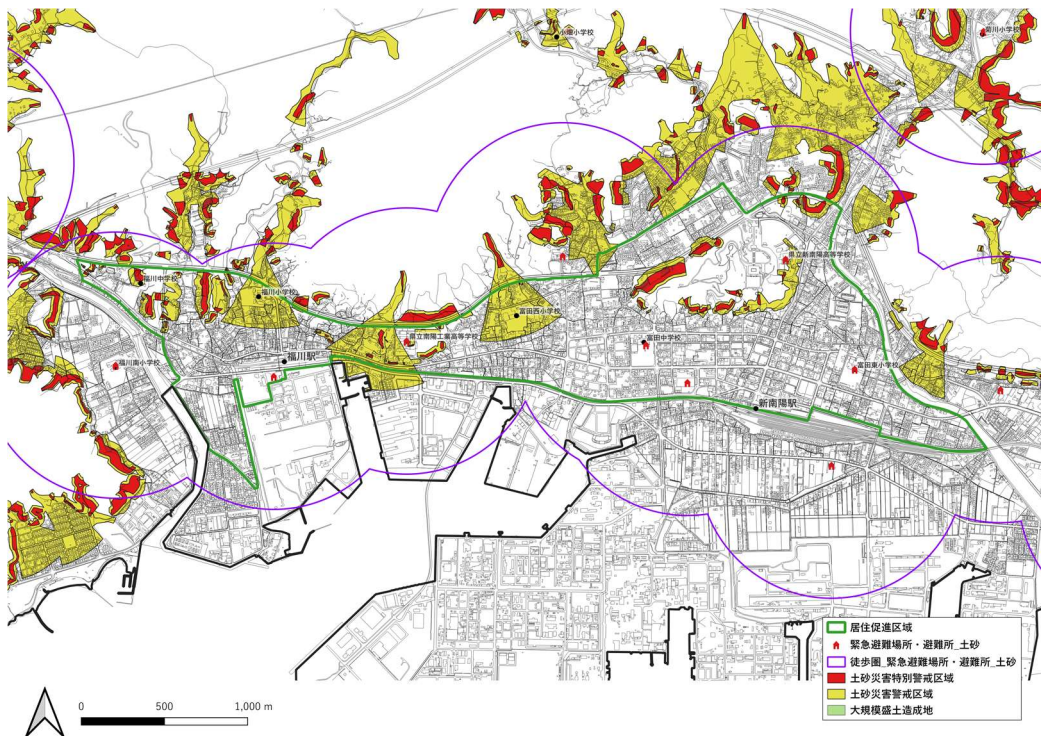 小畑小学校
菊川小学校
県立新南陽高等学校
福川中学校
福川小学校
富田西小学校
県立南陽工業高等学校
富田中学校
福川駅
福川南小学校
富田東小学校
新南陽駅
居住促進区域
緊急避難場所・避難所_土砂
徒歩圏_緊急避難場所・避難所_土砂
土砂災害特別警戒区域
土砂災害警戒区域
大規模盛土造成地
0 500 1,000 m